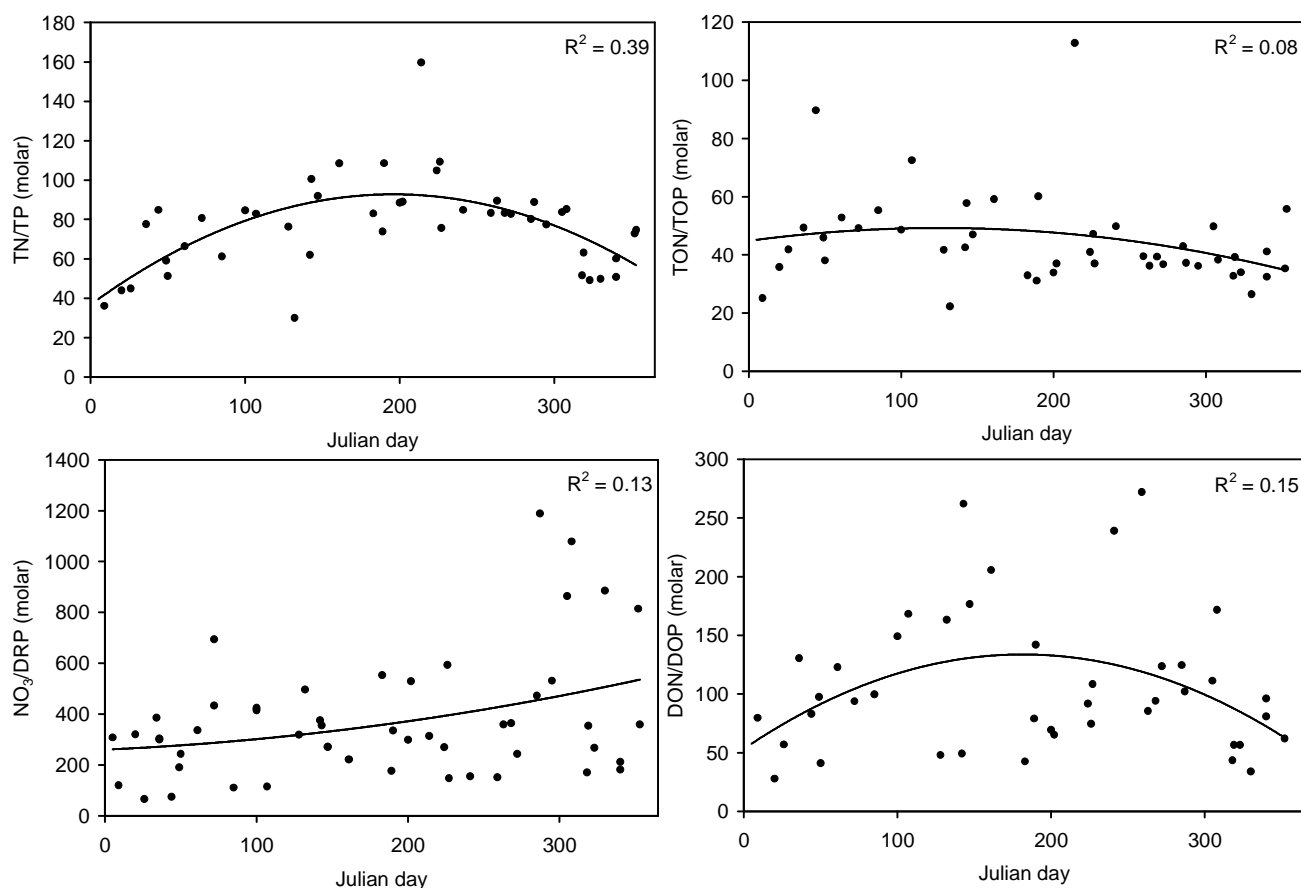 180
160
140
120
100
80
60
40
20
0
TN/TP (molar)
R² = 0.39
0 100 200 300
Julian day
120
100
80
60
40
20
0
TON/TOP (molar)
R² = 0.08
0 100 200 300
Julian day
1400
1200
1000
800
600
400
200
0
NO₃/DRP (molar)
R² = 0.13
0 100 200 300
Julian day
300
250
200
150
100
50
0
DON/DOP (molar)
R² = 0.15
0 100 200 300
Julian day